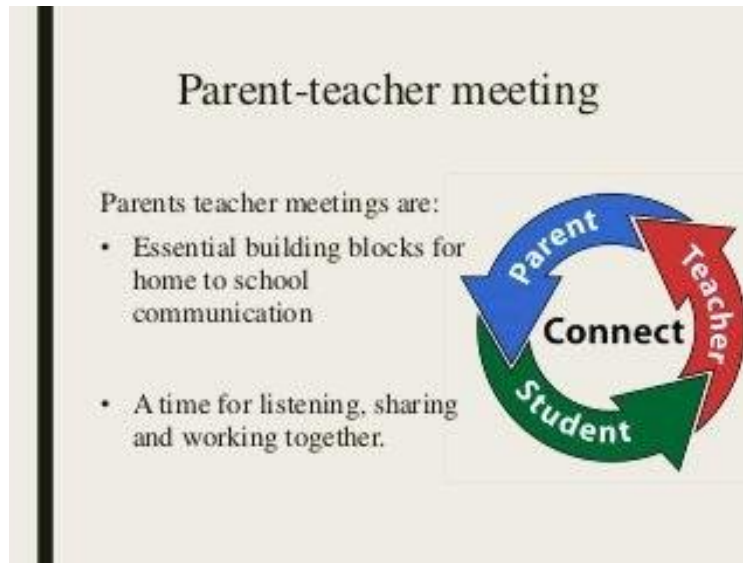 Parent-teacher meeting
Parents teacher meetings are:
• Essential building blocks for
home to school
communication
• A time for listening, sharing
and working together.
Parent
Teacher
Connect
Student